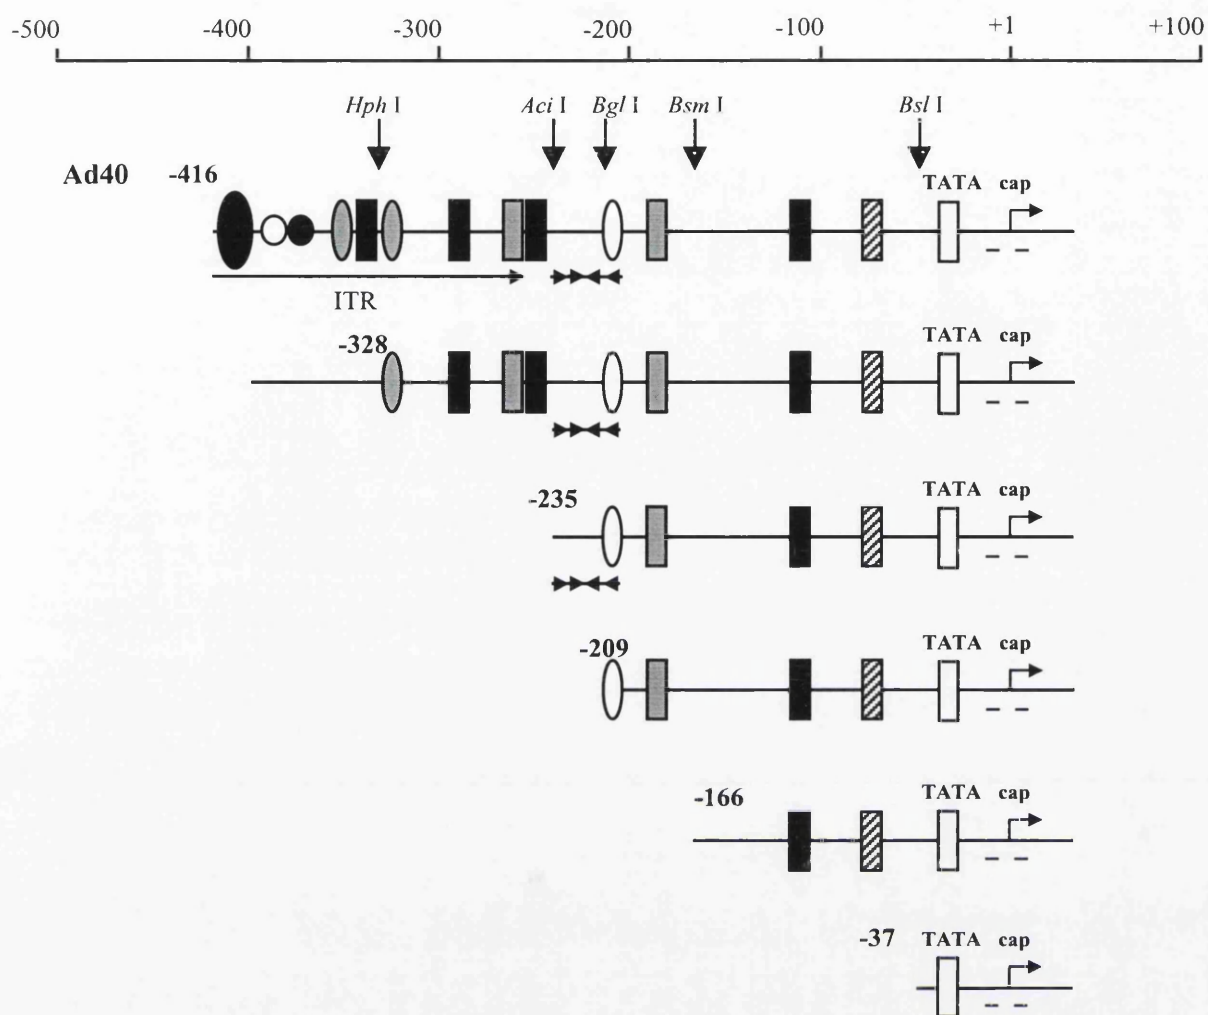 -500 -400 -300 -200 -100 +1 +100
Hph I Aci I Bgl I Bsm I Bsl I
Ad40 -416 TATA cap
ITR
-328 TATA cap
-235 TATA cap
-209 TATA cap
-166 TATA cap
-37 TATA cap